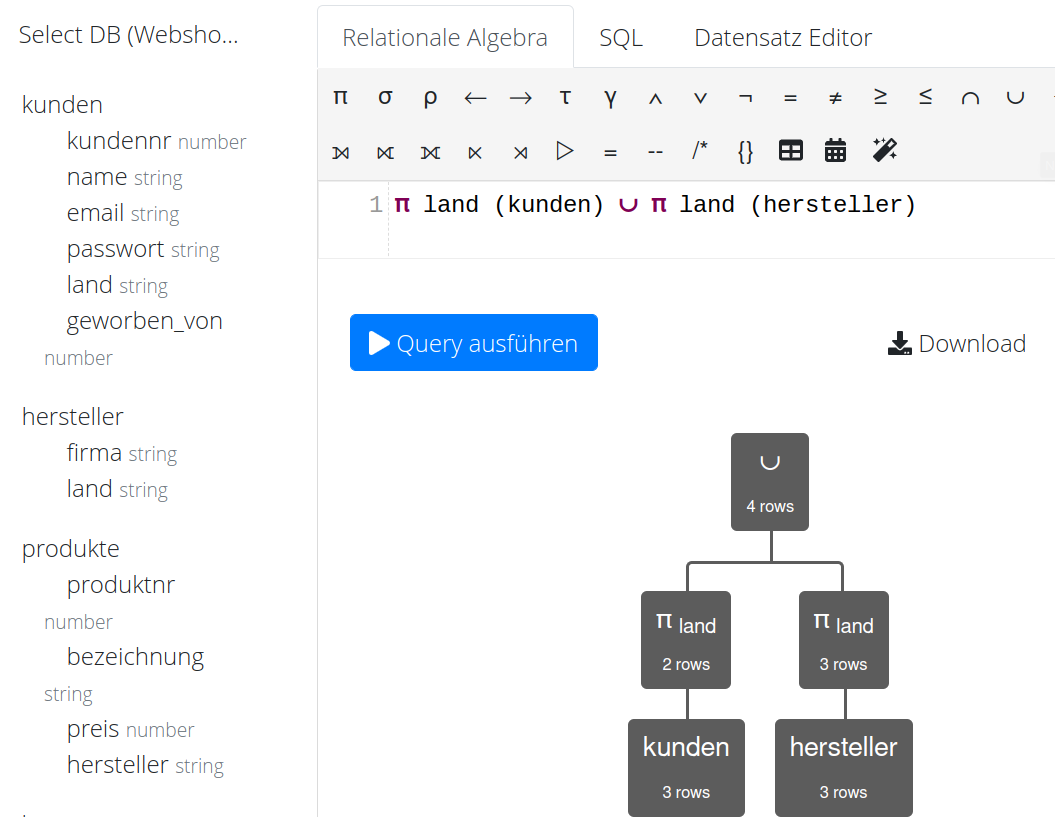 Select DB (Websho...
kunden
kundennr number
name string
email string
passwort string
land string
geworben_von
number
hersteller
firma string
land string
produkte
produktnr
number
bezeichnung
string
preis number
hersteller string
Relationale Algebra SQL Datensatz Editor
π σ ρ ← → τ γ ∧ ∨ ¬ = ≠ ≥ ≤ ∩ ∪
⟕ ⟖ ⟗ ⋉ ⋊ ▷ = -- /* {}
1 π land (kunden) ∪ π land (hersteller)
Query ausführen Download
∪
4 rows
π land π land
2 rows 3 rows
kunden hersteller
3 rows 3 rows